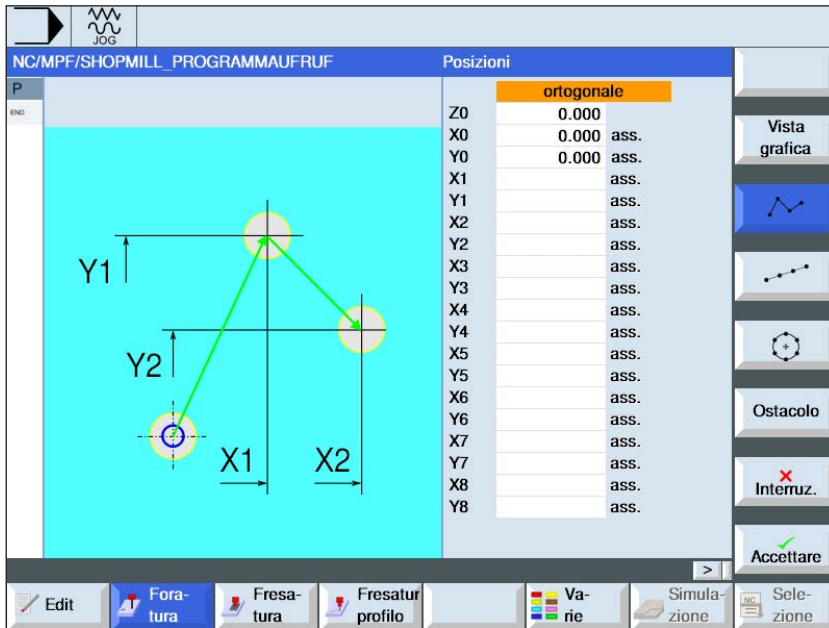 JOG
NC/MPF/SHOPMILL_PROGRAMMAUFRUF
Posizioni
P
END
ortogonale
Z0 0.000
X0 0.000 ass.
Y0 0.000 ass.
X1 ass.
Y1 ass.
X2 ass.
Y2 ass.
X3 ass.
Y3 ass.
X4 ass.
Y4 ass.
X5 ass.
Y5 ass.
X6 ass.
Y6 ass.
X7 ass.
Y7 ass.
X8 ass.
Y8 ass.
Y1
Y2
X1
X2
Vista
grafica
Ostacolo
Interruz.
Accettare
>
Edit
Fora-
tura
Fresa-
tura
Fresatur
profilo
Va-
rie
Simula-
zione
NC
Sele-
zione